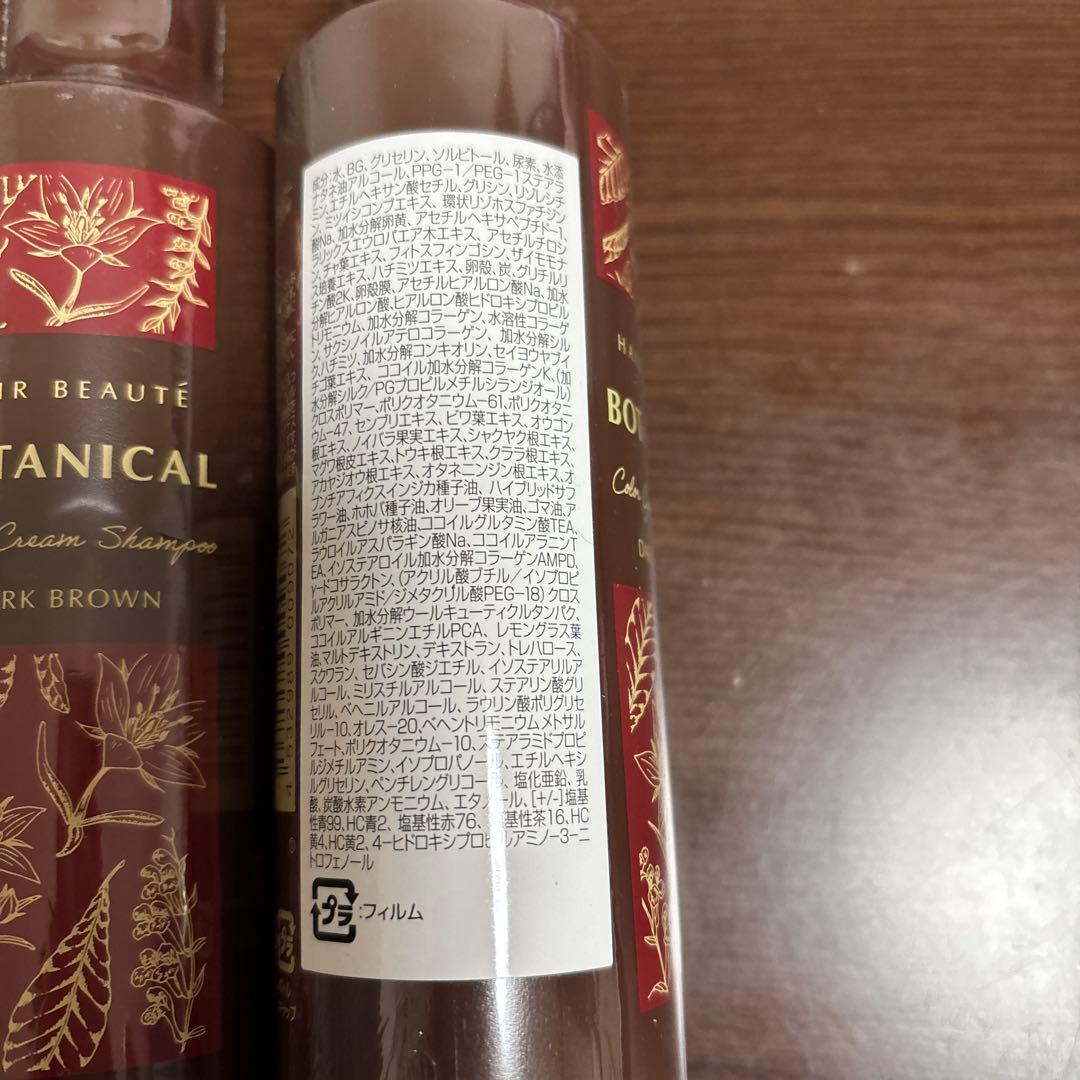 IR BEAUTÉ
TANICAL
Cream Shampoo
RK BROWN
成分:水、BG、グリセリン、ソルビトール、尿素、水添
ナタネ油アルコール、PPG-1/PEG-1ステアラ
ミン、エチルヘキサン酸セチル、グリシン、リゾレシチ
ン、ミツイシコンブエキス、環状リゾホスファチジン
酸Na、加水分解卵黄、アセチルヘキサペプチド-1、
ラリックスエウロパエア木エキス、アセチルチロシ
ン、チャ葉エキス、フィトスフィンゴシン、ザイモモナ
ス培養エキス、ハチミツエキス、卵殻、炭、グリチルリ
チン酸2K、卵殻膜、アセチルヒアルロン酸Na、加水
分解ヒアルロン酸、ヒアルロン酸ヒドロキシプロピル
トリモニウム、加水分解コラーゲン、水溶性コラーゲ
ン、サクシノイルアテロコラーゲン、加水分解シル
ク、ハチミツ、加水分解コンキオリン、セイヨウヤブイ
チゴ葉エキス、ココイル加水分解コラーゲンK、(加
水分解シルク/PGプロピルメチルシランジオール)
クロスポリマー、ポリクオタニウム-61、ポリクオタニ
ウム-47、センブリエキス、ビワ葉エキス、オウゴン
根エキス、ノイバラ果実エキス、シャクヤク根エキス、
マグワ根皮エキス、トウキ根エキス、クララ根エキス、
アカヤジオウ根エキス、オタネニンジン根エキス、オ
プンチアフィクスインジカ種子油、ハイブリッドサフ
ラワー油、ホホバ種子油、オリーブ果実油、ゴマ油、ア
ルガニアスピノサ核油、ココイルグルタミン酸TEA、
ラウロイルアスパラギン酸Na、ココイルアラニンT
EA、イソステアロイル加水分解コラーゲンAMPD、
γ-ドコサラクトン、(アクリル酸ブチル/イソプロピ
ルアクリルアミド/ジメタクリル酸PEG-18)クロス
ポリマー、加水分解ウールキューティクルタンパク、
ココイルアルギニンエチルPCA、レモングラス葉
油、マルトデキストリン、デキストラン、トレハロース、
スクワラン、セバシン酸ジエチル、イソステアリルア
ルコール、ミリスチルアルコール、ステアリン酸グリ
セリル、ベヘニルアルコール、ラウリン酸ポリグリセ
リル-10、オレス-20、ベヘントリモニウムメトサル
フェート、ポリクオタニウム-10、ステアラミドプロピ
ルジメチルアミン、イソプロパノール、エチルヘキシ
ルグリセリン、ペンチレングリコール、塩化亜鉛、乳
酸、炭酸水素アンモニウム、エタノール、[+/-]塩基
性青99、HC青2、塩基性赤76、塩基性茶16、HC
黄4、HC黄2、4-ヒドロキシプロピルアミノ-3-ニ
トロフェノール
プラ:フィルム
HA
BO
Color
D